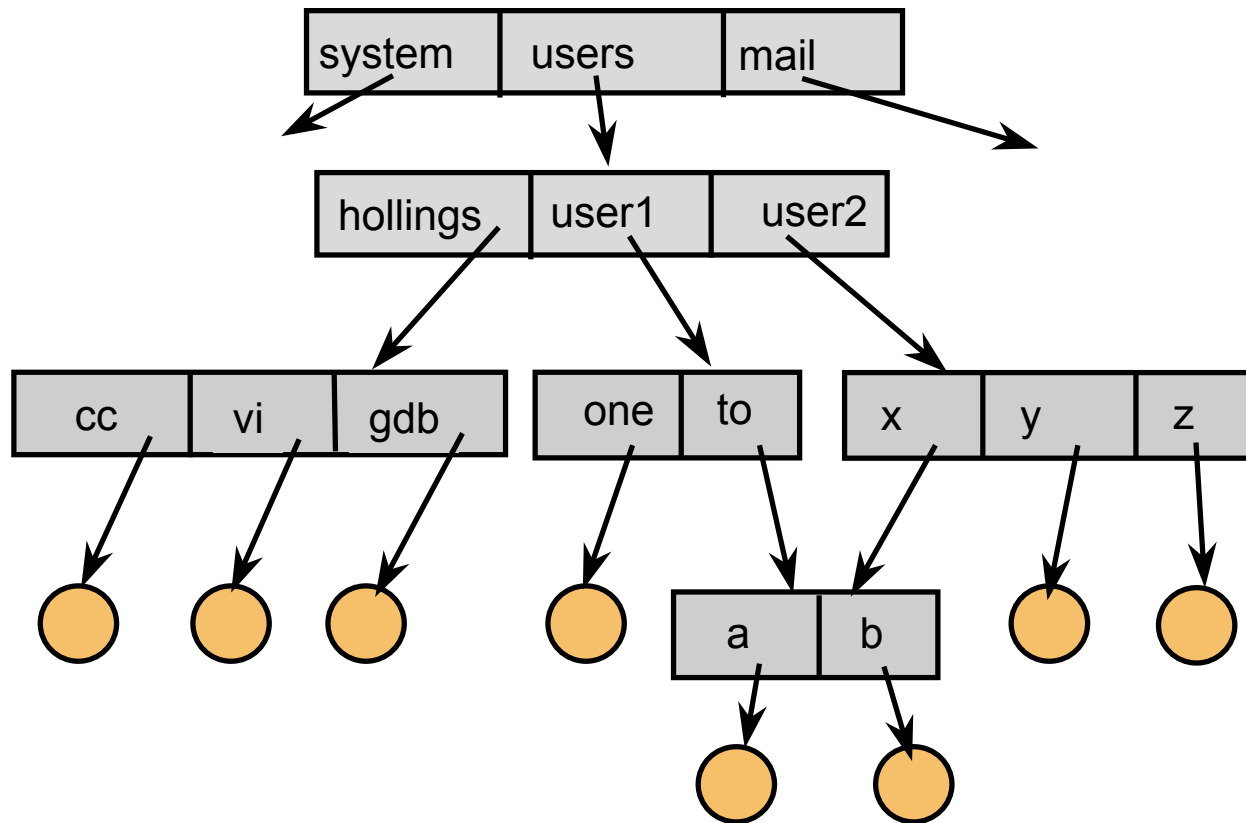 system users mail
hollings user1 user2
cc vi gdb one to x y z
a b